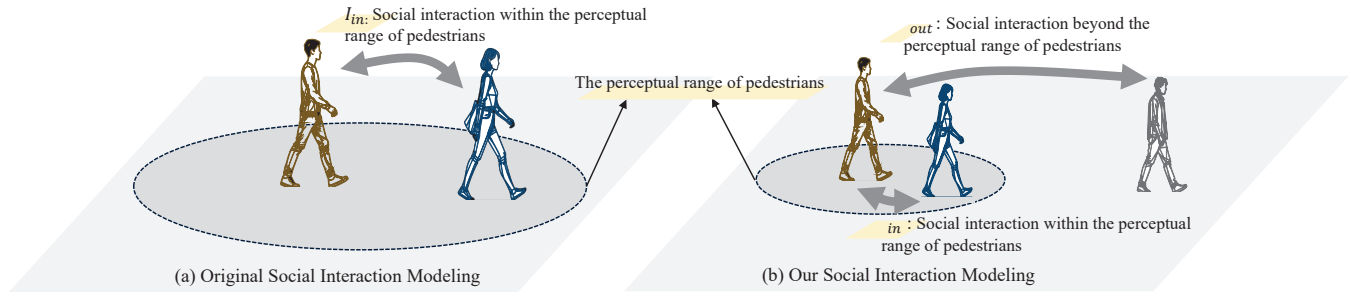 I_in: Social interaction within the perceptual
range of pedestrians
out : Social interaction beyond the
perceptual range of pedestrians
The perceptual range of pedestrians
in : Social interaction within the perceptual
range of pedestrians
(a) Original Social Interaction Modeling
(b) Our Social Interaction Modeling